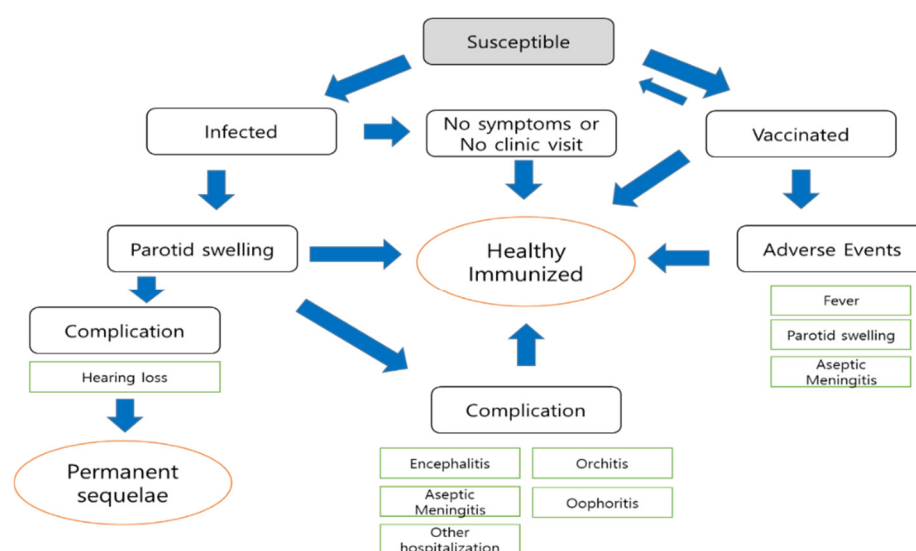 Susceptible
Infected
No symptoms or
No clinic visit
Vaccinated
Parotid swelling
Healthy
Immunized
Adverse Events
Fever
Parotid swelling
Aseptic
Meningitis
Complication
Hearing loss
Permanent
sequelae
Complication
Encephalitis
Orchitis
Aseptic
Meningitis
Oophoritis
Other
hospitalization